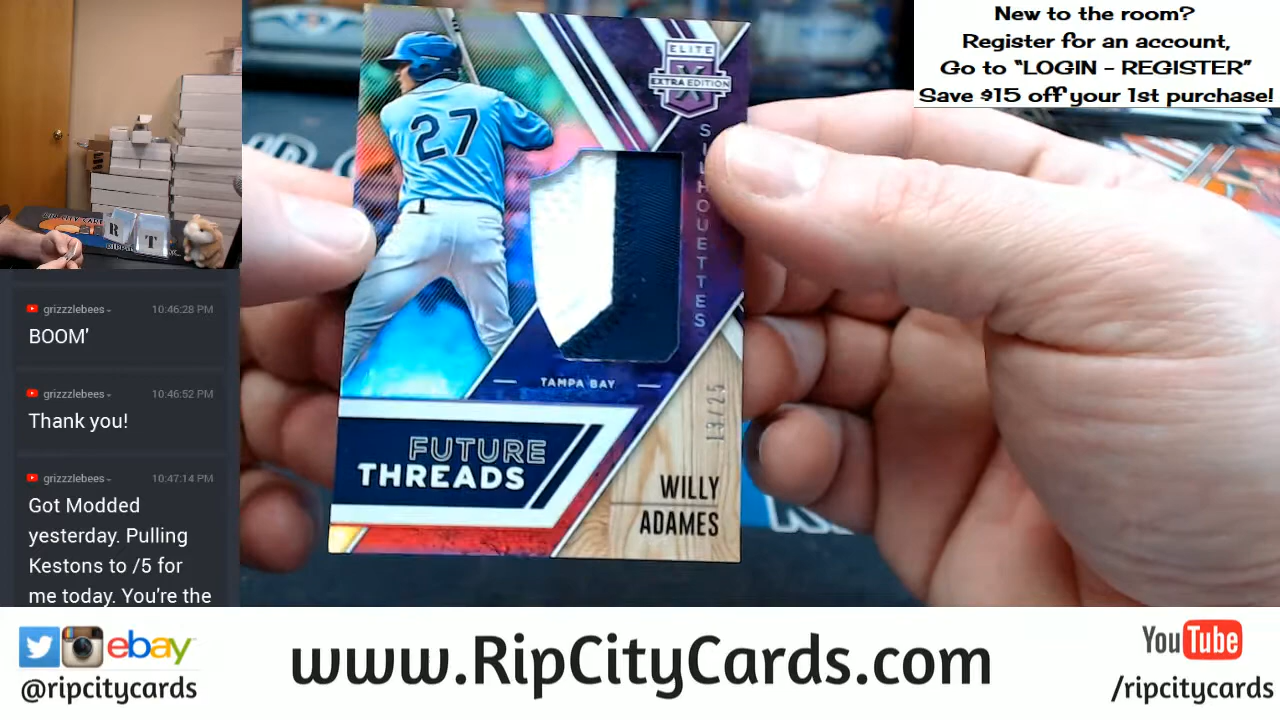 New to the room?
Register for an account,
Go to "LOGIN - REGISTER"
Save $15 off your 1st purchase!
27
ELITE
X
EXTRA EDITION
SILHOUETTES
TAMPA BAY
13/25
FUTURE
THREADS
WILLY
ADAMES
R T
grizzzlebees 10:46:28 PM
BOOM'
grizzzlebees 10:46:52 PM
Thank you!
grizzzlebees 10:47:14 PM
Got Modded
yesterday. Pulling
Kestons to /5 for
me today. You're the
ebay
@ripcitycards
www.RipCityCards.com
YouTube
/ripcitycards